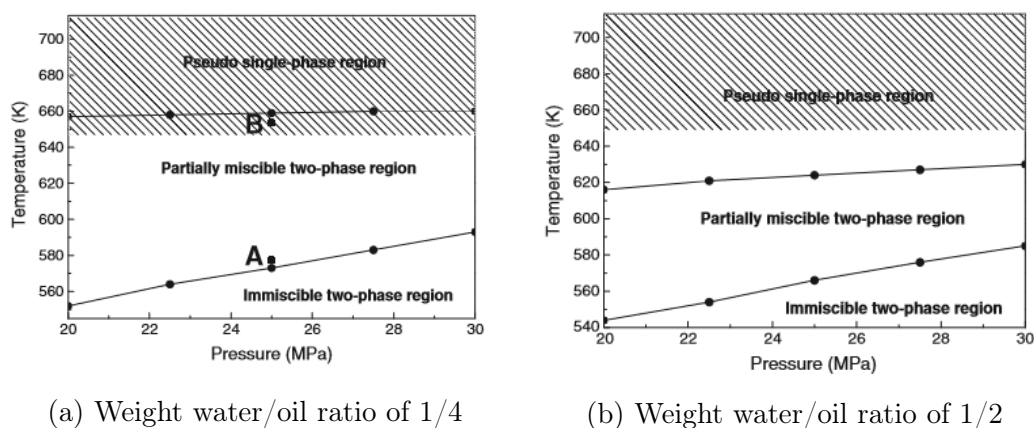 700
680
660
640
620
600
580
560
Temperature (K)
Pseudo single-phase region
B
Partially miscible two-phase region
A
Immiscible two-phase region
20 22 24 26 28 30
Pressure (MPa)
(a) Weight water/oil ratio of 1/4
700
680
660
640
620
600
580
560
540
Temperature (K)
Pseudo single-phase region
Partially miscible two-phase region
Immiscible two-phase region
20 22 24 26 28 30
Pressure (MPa)
(b) Weight water/oil ratio of 1/2